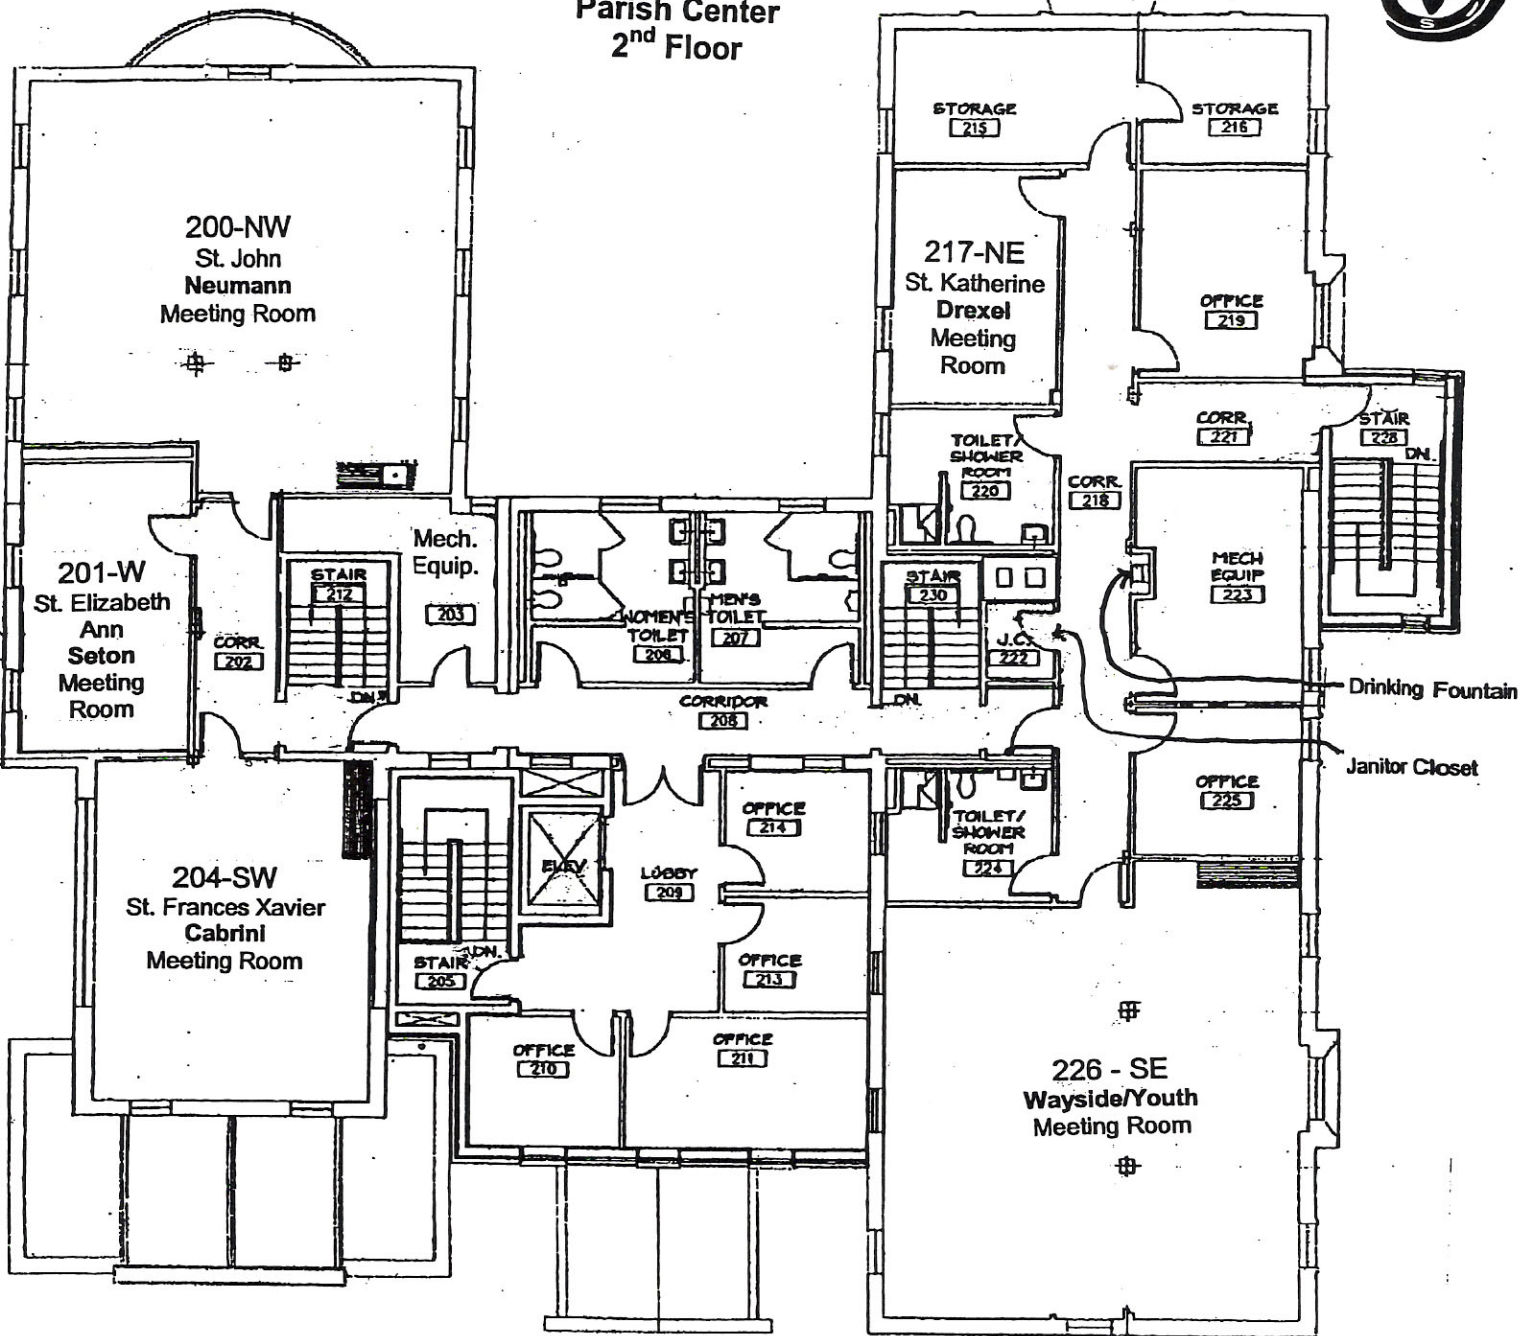 Parish Center
2nd Floor
S
200-NW
St. John
Neumann
Meeting Room
STORAGE
215
STORAGE
216
217-NE
St. Katherine
Drexel
Meeting
Room
OFFICE
219
CORR.
221
STAIR
228
DN.
TOILET/
SHOWER
ROOM
220
CORR.
218
MECH
EQUIP
223
201-W
St. Elizabeth
Ann
Seton
Meeting
Room
CORR.
202
STAIR
212
DN.
Mech.
Equip.
203
WOMEN'S
TOILET
206
MEN'S
TOILET
207
STAIR
230
DN.
J.C.
222
CORRIDOR
208
Drinking Fountain
Janitor Closet
204-SW
St. Frances Xavier
Cabrini
Meeting Room
STAIR
205
DN.
ELEV.
LOBBY
209
OFFICE
214
OFFICE
213
OFFICE
210
OFFICE
211
TOILET/
SHOWER
ROOM
224
OFFICE
225
226 - SE
Wayside/Youth
Meeting Room